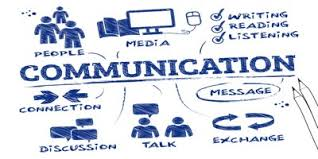 WRITING
READING
LISTENING
PEOPLE
MEDIA
COMMUNICATION
CONNECTION
MESSAGE
DISCUSSION
TALK
EXCHANGE